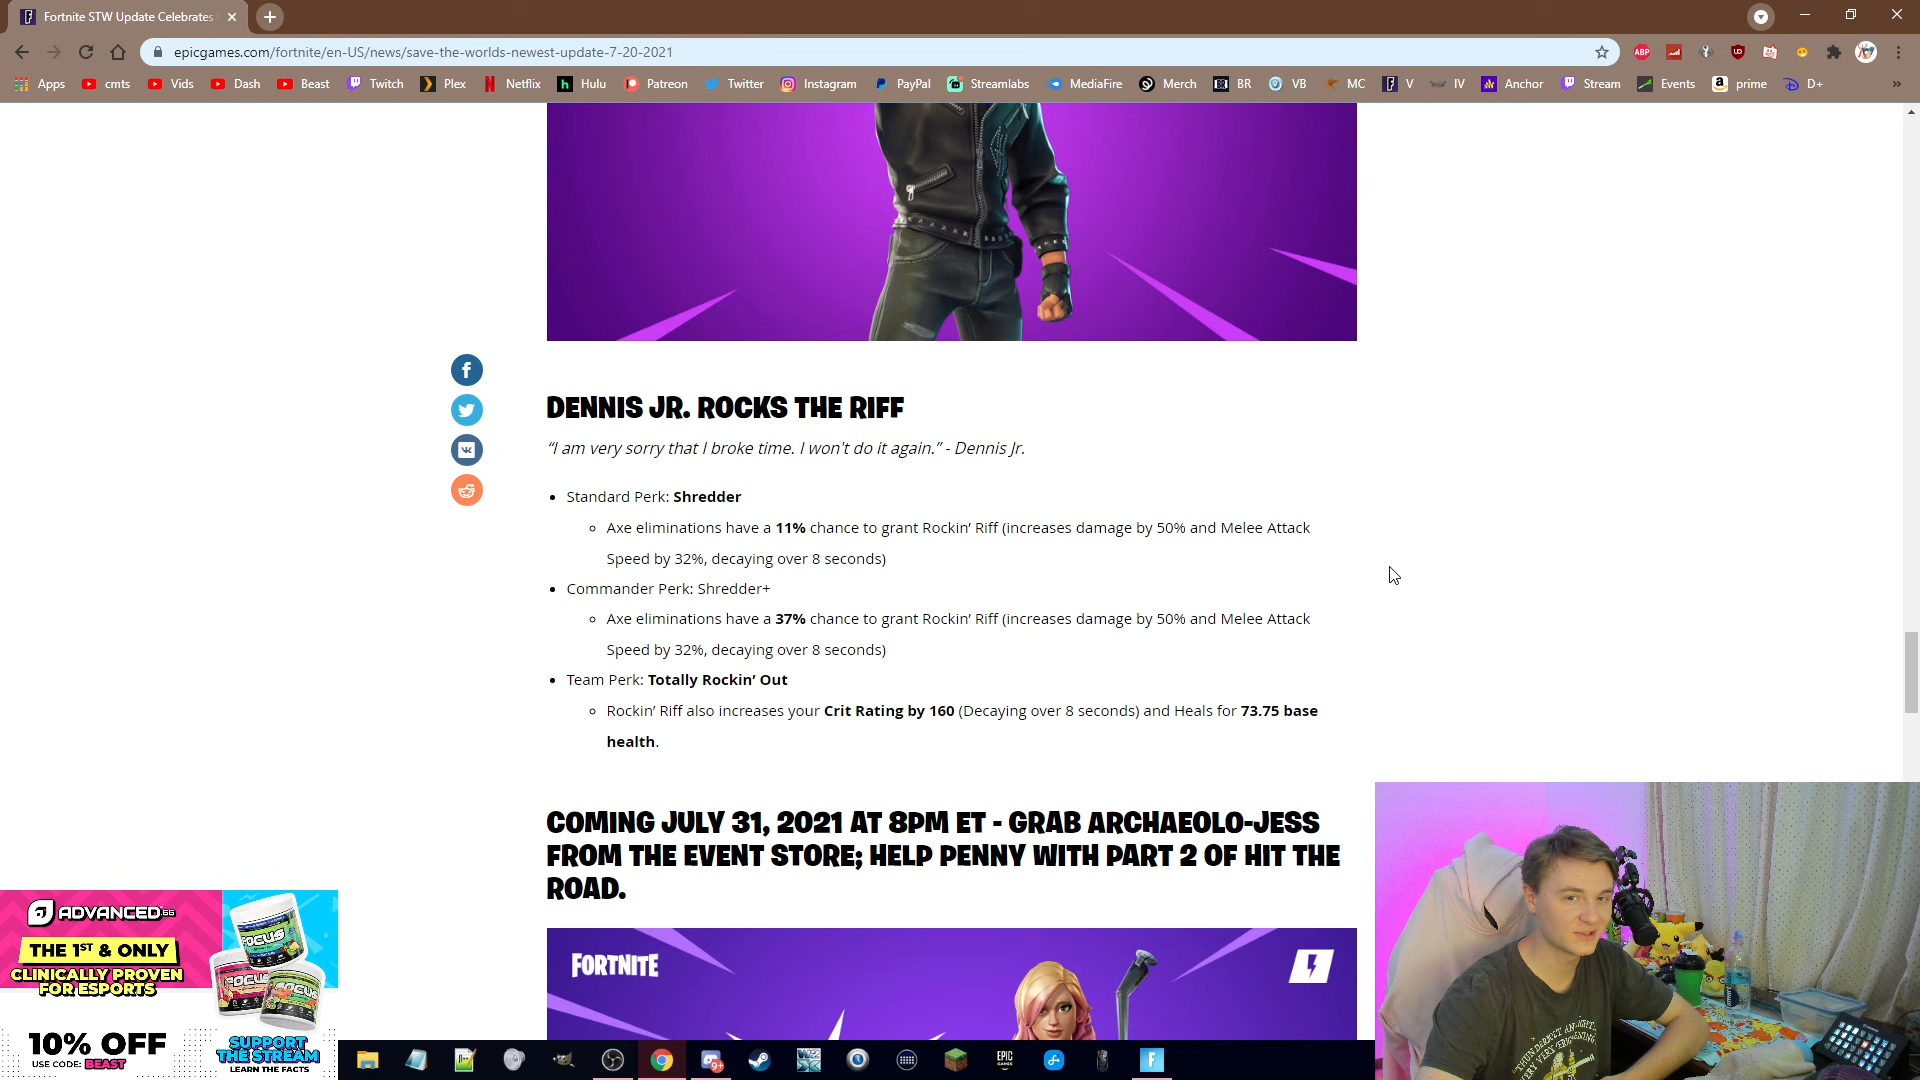 Fortnite STW Update Celebrates
epicgames.com/fortnite/en-US/news/save-the-worlds-newest-update-7-20-2021
ABP
Apps cmts Vids Dash Beast Twitch Plex Netflix Hulu Patreon Twitter Instagram PayPal Streamlabs MediaFire Merch BR VB MC V IV Anchor Stream Events prime D+
DENNIS JR. ROCKS THE RIFF
“I am very sorry that I broke time. I won't do it again.” - Dennis Jr.
Standard Perk: Shredder
Axe eliminations have a 11% chance to grant Rockin’ Riff (increases damage by 50% and Melee Attack
Speed by 32%, decaying over 8 seconds)
Commander Perk: Shredder+
Axe eliminations have a 37% chance to grant Rockin’ Riff (increases damage by 50% and Melee Attack
Speed by 32%, decaying over 8 seconds)
Team Perk: Totally Rockin’ Out
Rockin’ Riff also increases your Crit Rating by 160 (Decaying over 8 seconds) and Heals for 73.75 base
health.
COMING JULY 31, 2021 AT 8PM ET - GRAB ARCHAEOLO-JESS
FROM THE EVENT STORE; HELP PENNY WITH PART 2 OF HIT THE
ROAD.
FORTNITE
ADVANCED.GG
THE 1ST & ONLY
CLINICALLY PROVEN
FOR ESPORTS
FOCUS
FOCUS
FOCUS
10% OFF
USE CODE: BEAST
SUPPORT
THE STREAM
LEARN THE FACTS
9+
EPIC